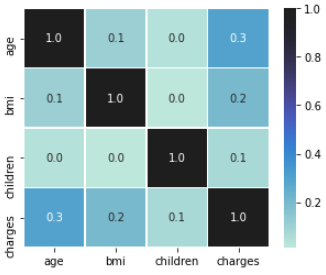 age 1.0 0.1 0.0 0.3
bmi 0.1 1.0 0.0 0.2
children 0.0 0.0 1.0 0.1
charges 0.3 0.2 0.1 1.0
age bmi children charges
1.0
0.8
0.6
0.4
0.2